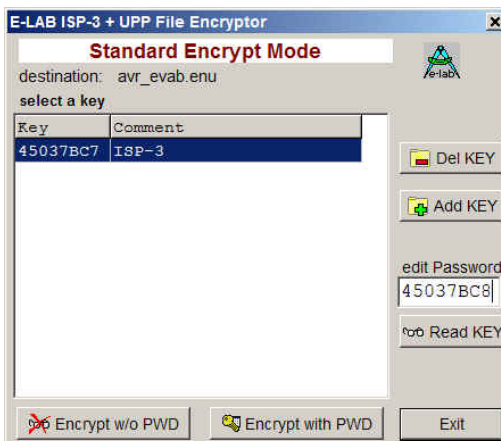 E-LAB ISP-3 + UPP File Encryptor
Standard Encrypt Mode
destination: avr_evab.enu
e-lab
select a key
Key Comment
45037BC7 ISP-3
Del KEY
Add KEY
edit Password
45037BC8
Read KEY
Encrypt w/o PWD
Encrypt with PWD
Exit